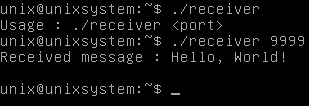 unix@unixsystem:~$ ./receiver
Usage : ./receiver <port>
unix@unixsystem:~$ ./receiver 9999
Received message : Hello, World!

unix@unixsystem:~$ _